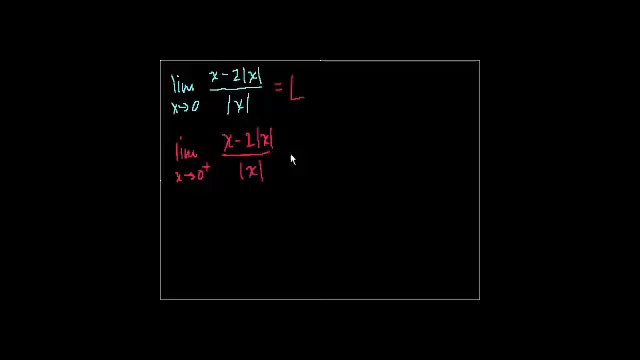 lim x→0 x-2|x| / |x| = L
lim x→0⁺ x-2|x| / |x|